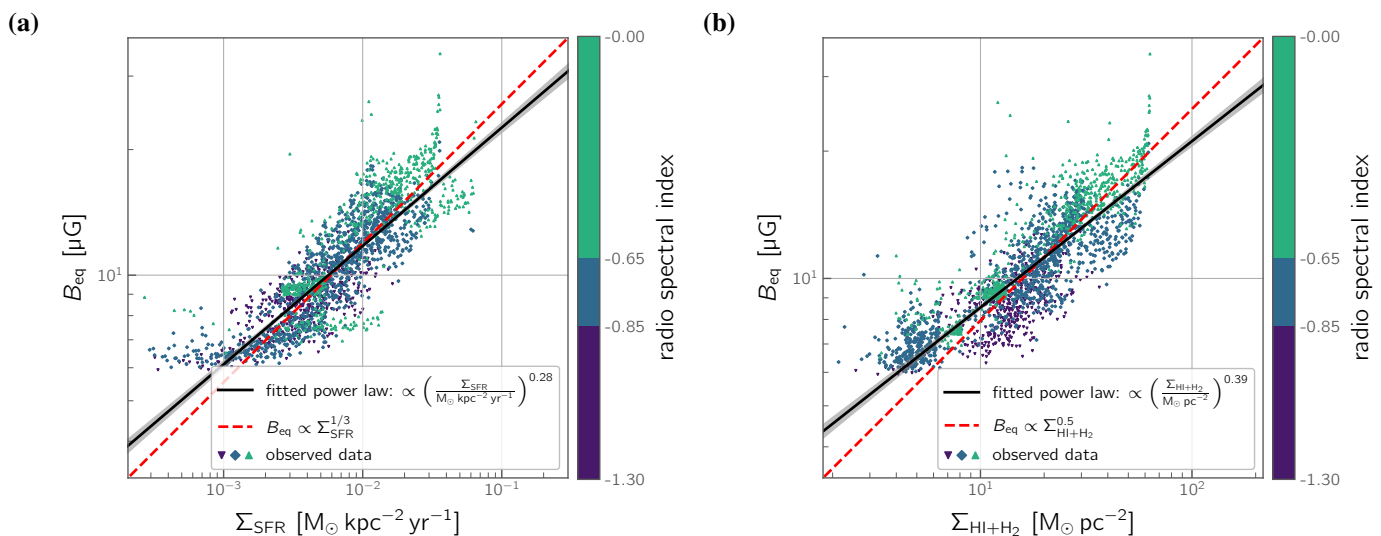 (a)
B_eq [µG]
10^1
10^−3
10^−2
10^−1
Σ_SFR [M_⊙ kpc^−2 yr^−1]
fitted power law: ∝ (Σ_SFR / M_⊙ kpc^−2 yr^−1)^0.28
B_eq ∝ Σ_SFR^1/3
observed data
-0.00
-0.65
-0.85
-1.30
radio spectral index
(b)
B_eq [µG]
10^1
10^1
10^2
Σ_HI+H_2 [M_⊙ pc^−2]
fitted power law: ∝ (Σ_HI+H_2 / M_⊙ pc^−2)^0.39
B_eq ∝ Σ_HI+H_2^0.5
observed data
-0.00
-0.65
-0.85
-1.30
radio spectral index